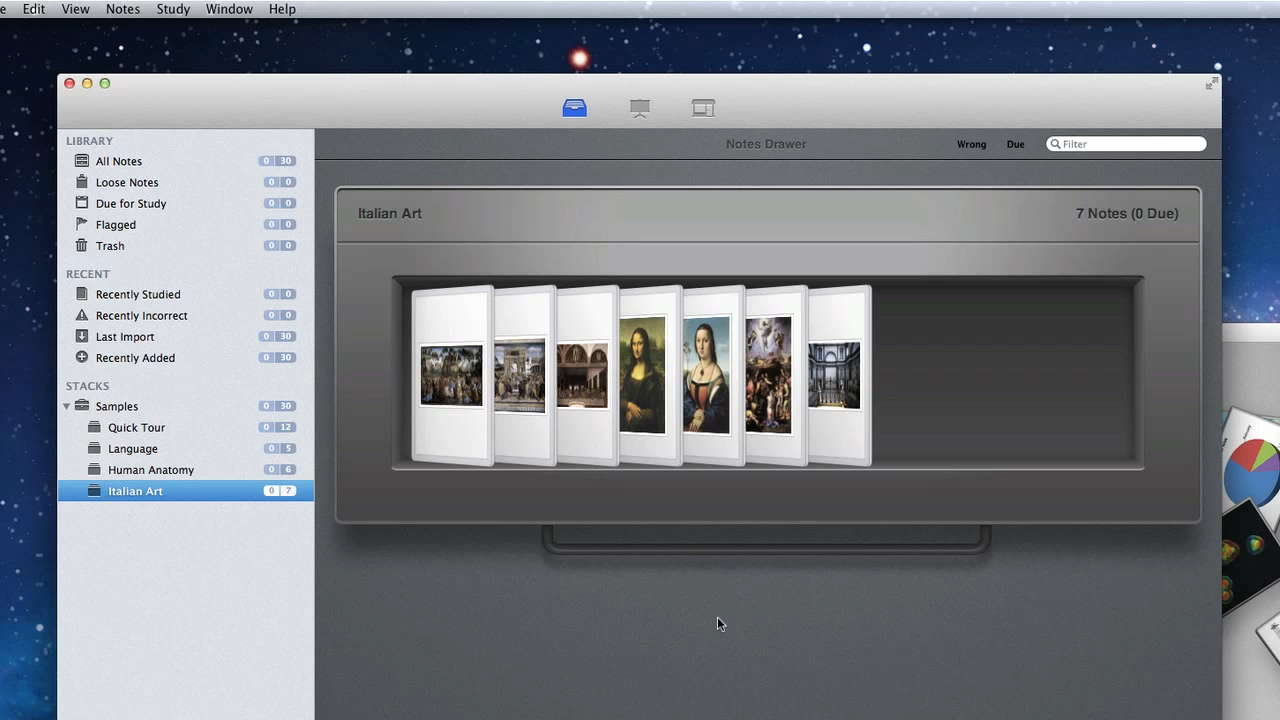 e Edit View Notes Study Window Help
LIBRARY
All Notes 0 30
Loose Notes 0 0
Due for Study 0 0
Flagged 0 0
Trash 0 0
RECENT
Recently Studied 0 0
Recently Incorrect 0 0
Last Import 0 30
Recently Added 0 30
STACKS
Samples 0 30
Quick Tour 0 12
Language 0 5
Human Anatomy 0 6
Italian Art 0 7
Notes Drawer Wrong Due Filter
Italian Art 7 Notes (0 Due)